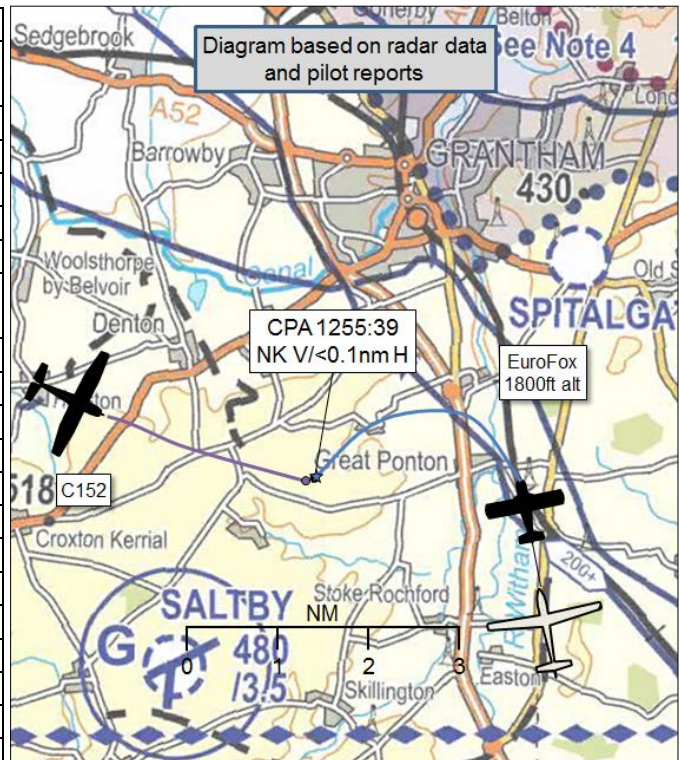 Sedgebrook
Belton
Diagram based on radar data
and pilot reports
See Note 4
A52
Barrowby
GRANTHAM
430
Woolsthorpe
by Belvoir
Canal
Denton
Old
SPITALGA
CPA 1255:39
NK V/<0.1nm H
EuroFox
1800ft alt
Great Ponton
518
C152
Croxton Kerrial
200+
R Witham
Stoke Rochford
SALTBY
NM
G
480
/3.5
0
1
2
3
Skillington
Easton